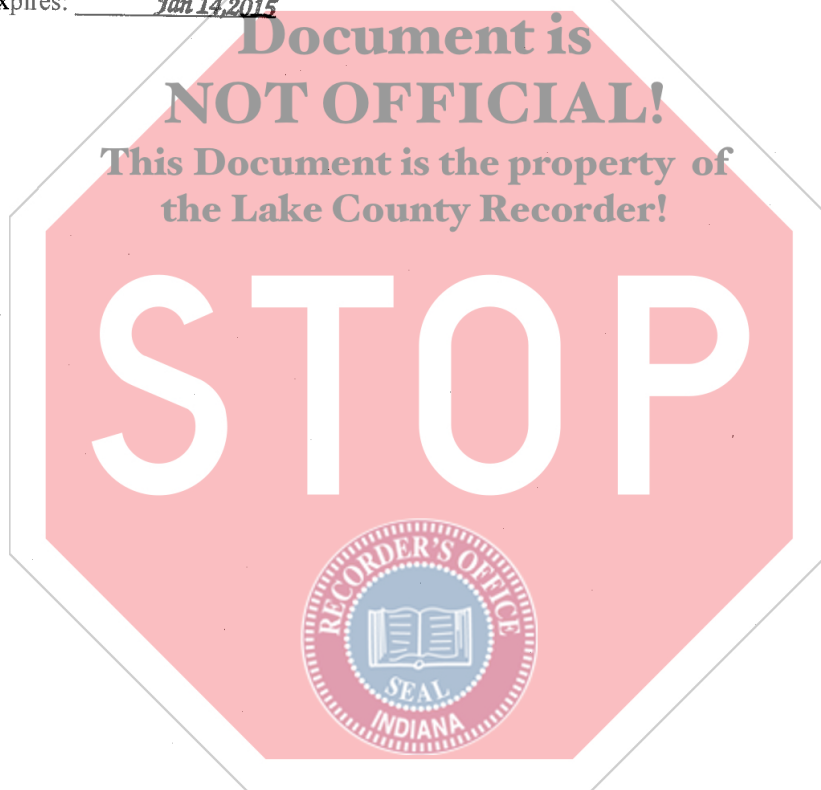 xpires: Jan 14,2015
Document is
NOT OFFICIAL!
This Document is the property of
the Lake County Recorder!
STOP
RECORDER'S OFFICE
SEAL
INDIANA